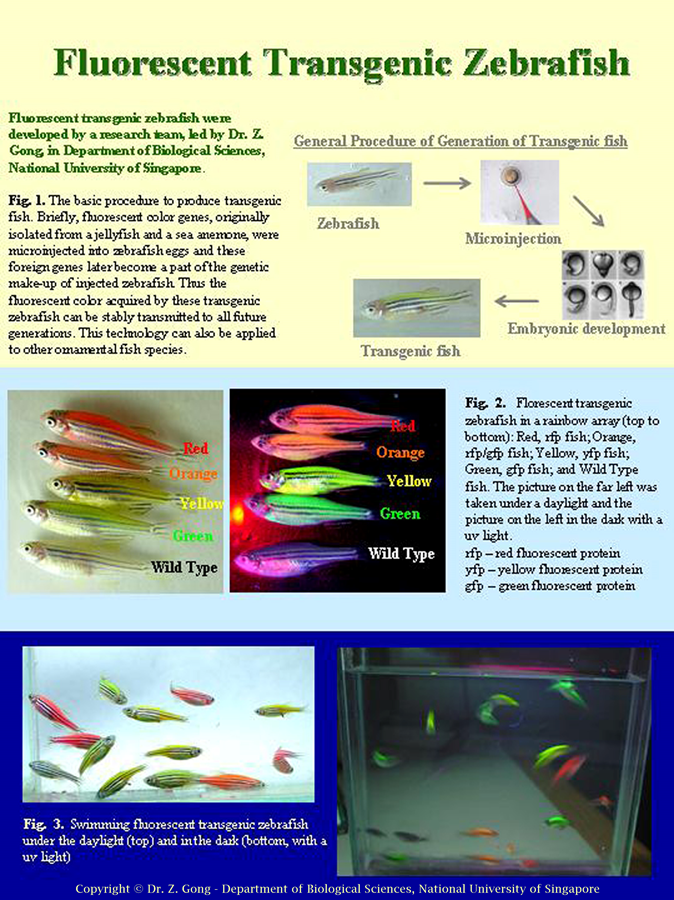 Fluorescent Transgenic Zebrafish
Fluorescent transgenic zebrafish were
developed by a research team, led by Dr. Z.
Gong, in Department of Biological Sciences,
National University of Singapore.
Fig. 1. The basic procedure to produce transgenic
fish. Briefly, fluorescent color genes, originally
isolated from a jellyfish and a sea anemone, were
microinjected into zebrafish eggs and these
foreign genes later become a part of the genetic
make-up of injected zebrafish. Thus the
fluorescent color acquired by these transgenic
zebrafish can be stably transmitted to all future
generations. This technology can also be applied
to other ornamental fish species.
General Procedure of Generation of Transgenic fish
Zebrafish
Microinjection
Embryonic development
Transgenic fish
Red
Orange
Yellow
Green
Wild Type
Red
Orange
Yellow
Green
Wild Type
Fig. 2. Florescent transgenic
zebrafish in a rainbow array (top to
bottom): Red, rfp fish; Orange,
rfp/gfp fish; Yellow, yfp fish;
Green, gfp fish; and Wild Type
fish. The picture on the far left was
taken under a daylight and the
picture on the left in the dark with a
uv light.
rfp – red fluorescent protein
yfp – yellow fluorescent protein
gfp – green fluorescent protein
Fig. 3. Swimming fluorescent transgenic zebrafish
under the daylight (top) and in the dark (bottom, with a
uv light)
Copyright © Dr. Z. Gong - Department of Biological Sciences, National University of Singapore